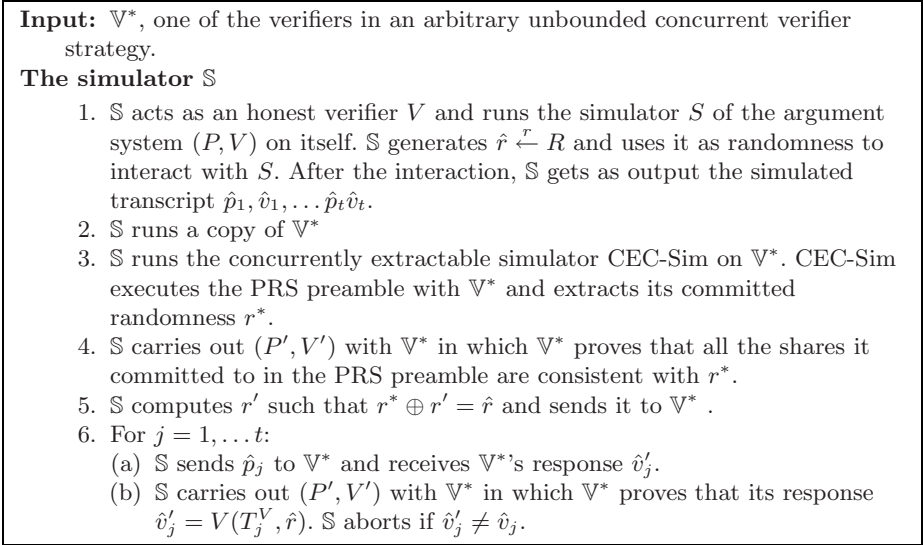 Input: 𝕍*, one of the verifiers in an arbitrary unbounded concurrent verifier
strategy.
The simulator 𝕊
1. 𝕊 acts as an honest verifier V and runs the simulator S of the argument
system (P, V) on itself. 𝕊 generates r̂ ←ʳ R and uses it as randomness to
interact with S. After the interaction, 𝕊 gets as output the simulated
transcript p̂₁, v̂₁, … p̂ₜv̂ₜ.
2. 𝕊 runs a copy of 𝕍*
3. 𝕊 runs the concurrently extractable simulator CEC-Sim on 𝕍*. CEC-Sim
executes the PRS preamble with 𝕍* and extracts its committed
randomness r*.
4. 𝕊 carries out (P′, V′) with 𝕍* in which 𝕍* proves that all the shares it
committed to in the PRS preamble are consistent with r*.
5. 𝕊 computes r′ such that r* ⊕ r′ = r̂ and sends it to 𝕍* .
6. For j = 1, … t:
(a) 𝕊 sends p̂ⱼ to 𝕍* and receives 𝕍*'s response v̂′ⱼ.
(b) 𝕊 carries out (P′, V′) with 𝕍* in which 𝕍* proves that its response
v̂′ⱼ = V(Tⱼⱽ, r̂). 𝕊 aborts if v̂′ⱼ ≠ v̂ⱼ.